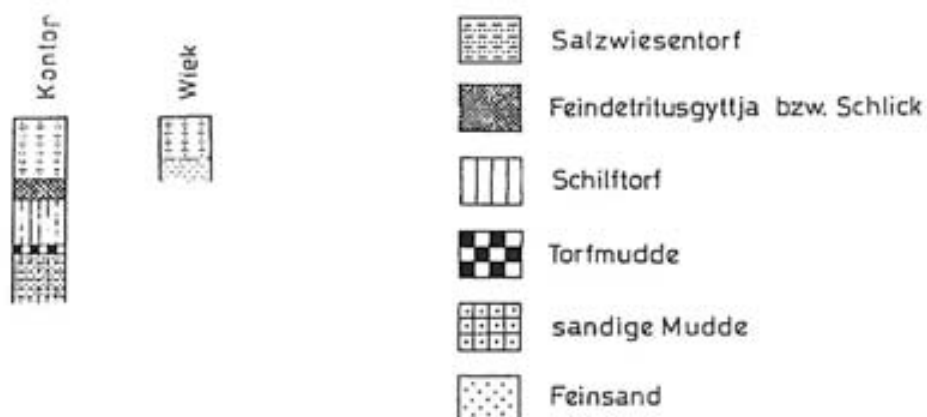 Kontor
Wiek
Salzwiesentorf
Feindetritusgyttja bzw. Schlick
Schilftorf
Torfmudde
sandige Mudde
Feinsand